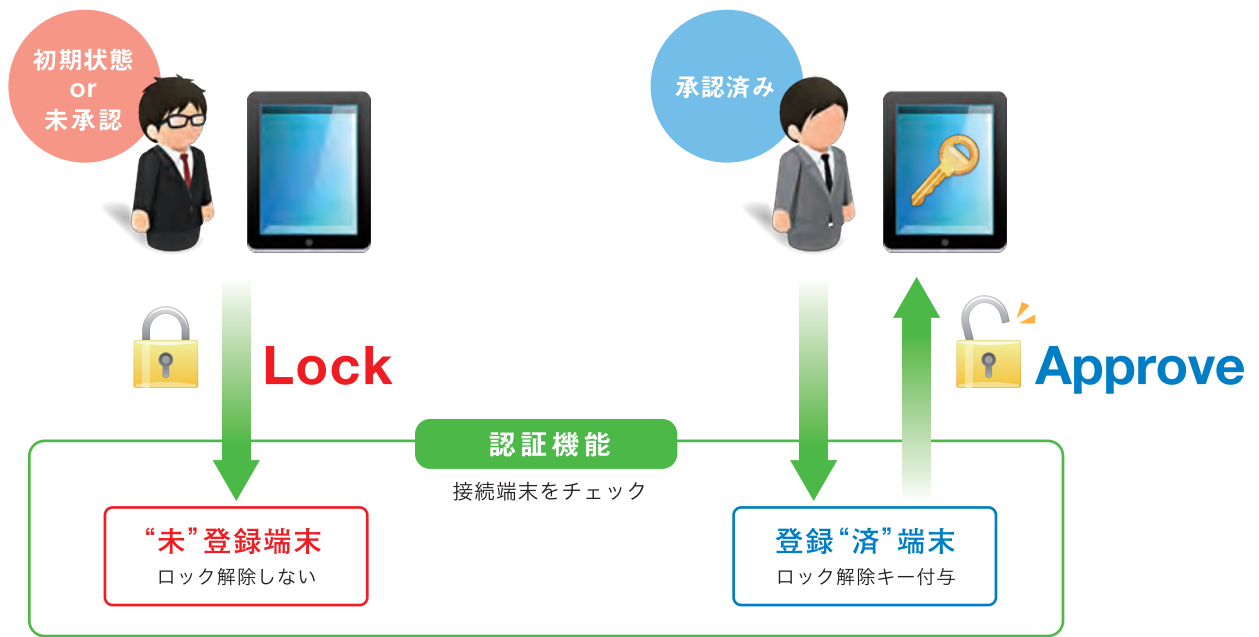 初期状態
or
未承認
承認済み
Lock
Approve
認証機能
接続端末をチェック
“未”登録端末
ロック解除しない
登録“済”端末
ロック解除キー付与